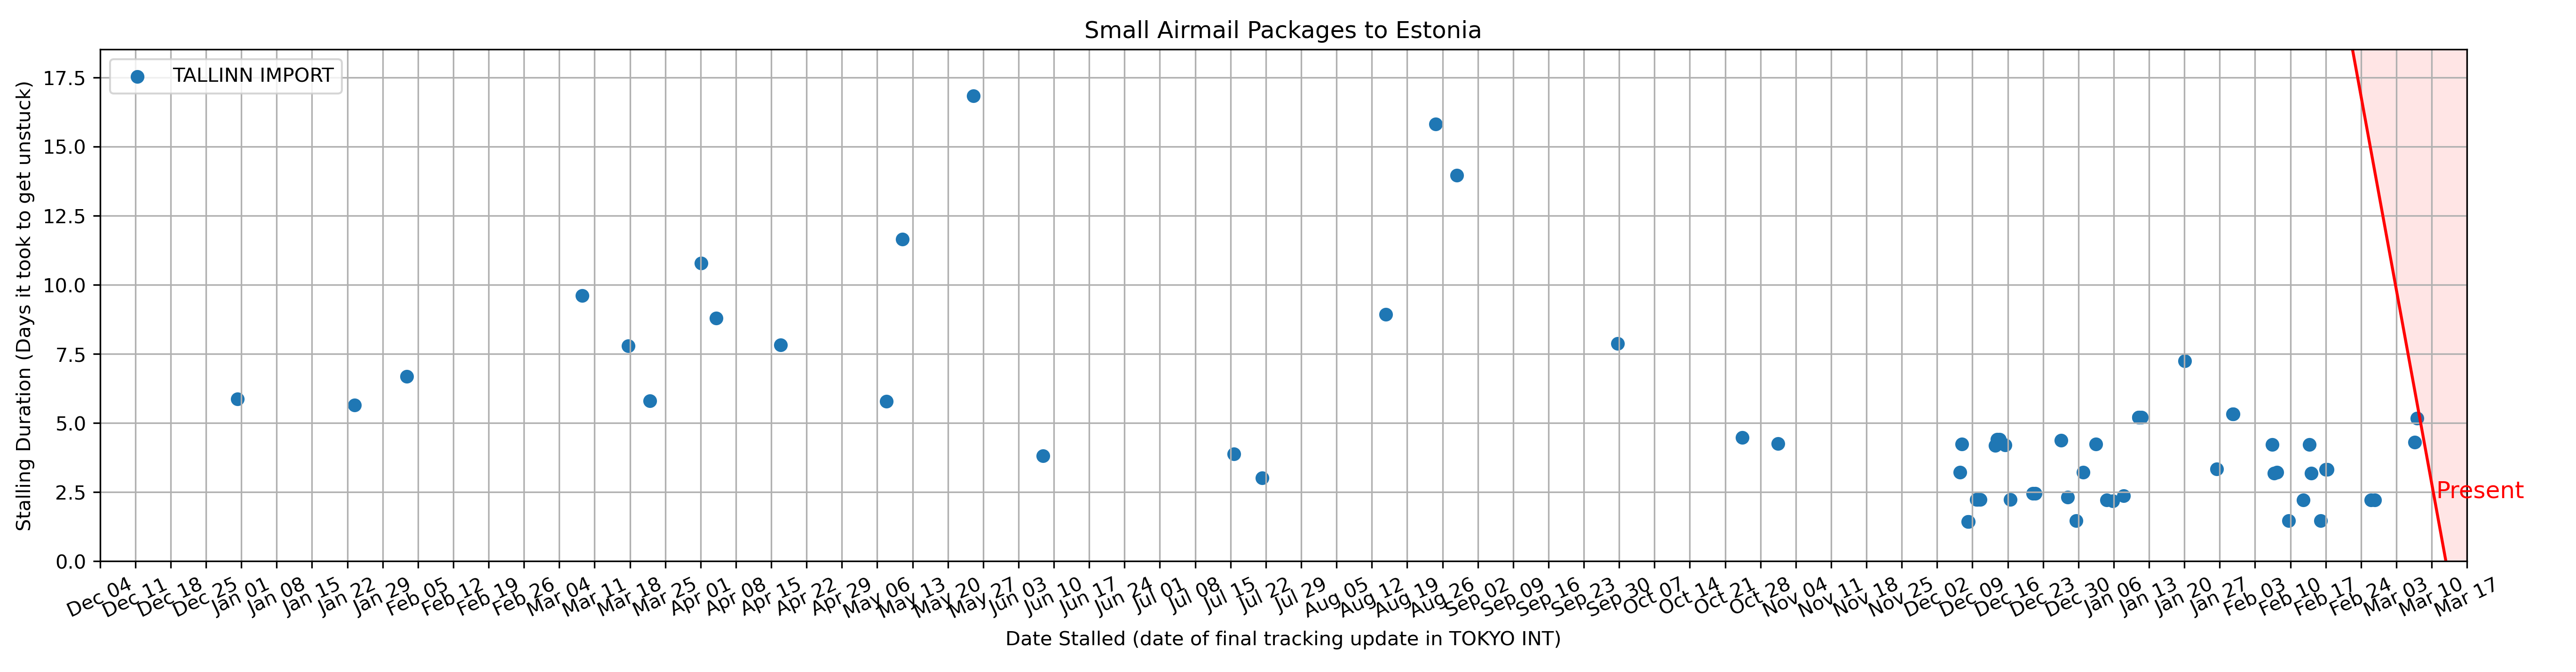 Small Airmail Packages to Estonia
TALLINN IMPORT
Stalling Duration (Days it took to get unstuck)
17.5
15.0
12.5
10.0
7.5
5.0
2.5
0.0
Present
Dec 04 Dec 11 Dec 18 Dec 25 Jan 01 Jan 08 Jan 15 Jan 22 Jan 29 Feb 05 Feb 12 Feb 19 Feb 26 Mar 04 Mar 11 Mar 18 Mar 25 Apr 01 Apr 08 Apr 15 Apr 22 Apr 29 May 06 May 13 May 20 May 27 Jun 03 Jun 10 Jun 17 Jun 24 Jul 01 Jul 08 Jul 15 Jul 22 Jul 29 Aug 05 Aug 12 Aug 19 Aug 26 Sep 02 Sep 09 Sep 16 Sep 23 Sep 30 Oct 07 Oct 14 Oct 21 Oct 28 Nov 04 Nov 11 Nov 18 Nov 25 Dec 02 Dec 09 Dec 16 Dec 23 Dec 30 Jan 06 Jan 13 Jan 20 Jan 27 Feb 03 Feb 10 Feb 17 Feb 24 Mar 03 Mar 10 Mar 17
Date Stalled (date of final tracking update in TOKYO INT)